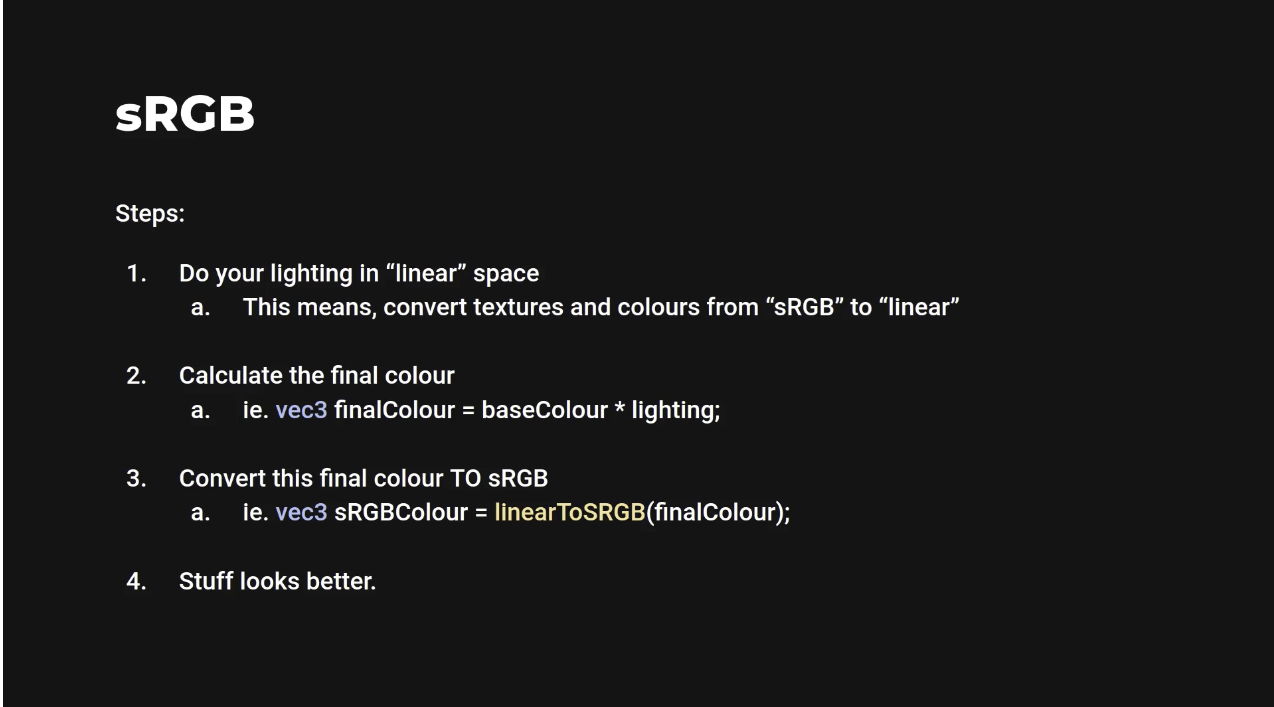 sRGB
Steps:
1. Do your lighting in “linear” space
a. This means, convert textures and colours from “sRGB” to “linear”
2. Calculate the final colour
a. ie. vec3 finalColour = baseColour * lighting;
3. Convert this final colour TO sRGB
a. ie. vec3 sRGBColour = linearToSRGB(finalColour);
4. Stuff looks better.